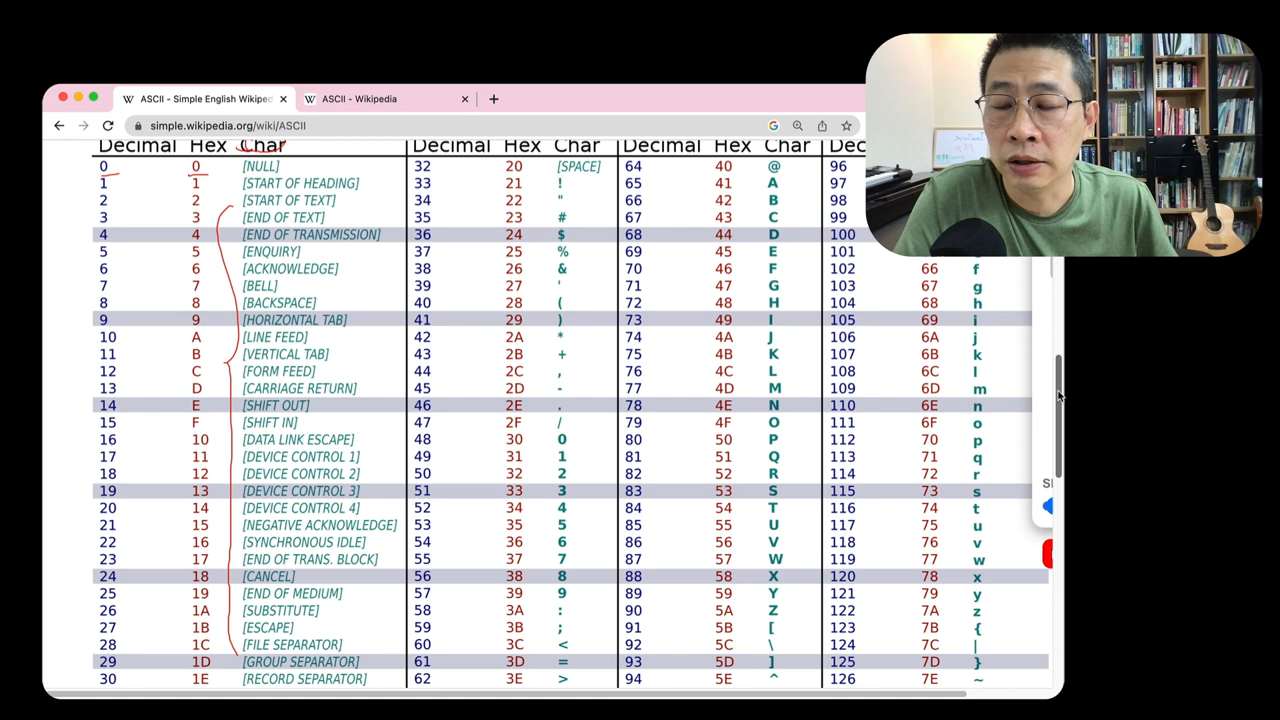 ASCII - Simple English Wikiped
ASCII - Wikipedia
simple.wikipedia.org/wiki/ASCII
Decimal Hex Char Decimal Hex Char Decimal Hex Char Dec
0 0 [NULL] 32 20 [SPACE] 64 40 @ 96
1 1 [START OF HEADING] 33 21 ! 65 41 A 97
2 2 [START OF TEXT] 34 22 " 66 42 B 98
3 3 [END OF TEXT] 35 23 # 67 43 C 99
4 4 [END OF TRANSMISSION] 36 24 $ 68 44 D 100
5 5 [ENQUIRY] 37 25 % 69 45 E 101
6 6 [ACKNOWLEDGE] 38 26 & 70 46 F 102 66 f
7 7 [BELL] 39 27 ' 71 47 G 103 67 g
8 8 [BACKSPACE] 40 28 ( 72 48 H 104 68 h
9 9 [HORIZONTAL TAB] 41 29 ) 73 49 I 105 69 i
10 A [LINE FEED] 42 2A * 74 4A J 106 6A j
11 B [VERTICAL TAB] 43 2B + 75 4B K 107 6B k
12 C [FORM FEED] 44 2C , 76 4C L 108 6C l
13 D [CARRIAGE RETURN] 45 2D - 77 4D M 109 6D m
14 E [SHIFT OUT] 46 2E . 78 4E N 110 6E n
15 F [SHIFT IN] 47 2F / 79 4F O 111 6F o
16 10 [DATA LINK ESCAPE] 48 30 0 80 50 P 112 70 p
17 11 [DEVICE CONTROL 1] 49 31 1 81 51 Q 113 71 q
18 12 [DEVICE CONTROL 2] 50 32 2 82 52 R 114 72 r
19 13 [DEVICE CONTROL 3] 51 33 3 83 53 S 115 73 s
20 14 [DEVICE CONTROL 4] 52 34 4 84 54 T 116 74 t
21 15 [NEGATIVE ACKNOWLEDGE] 53 35 5 85 55 U 117 75 u
22 16 [SYNCHRONOUS IDLE] 54 36 6 86 56 V 118 76 v
23 17 [END OF TRANS. BLOCK] 55 37 7 87 57 W 119 77 w
24 18 [CANCEL] 56 38 8 88 58 X 120 78 x
25 19 [END OF MEDIUM] 57 39 9 89 59 Y 121 79 y
26 1A [SUBSTITUTE] 58 3A : 90 5A Z 122 7A z
27 1B [ESCAPE] 59 3B ; 91 5B [ 123 7B {
28 1C [FILE SEPARATOR] 60 3C < 92 5C \ 124 7C |
29 1D [GROUP SEPARATOR] 61 3D = 93 5D ] 125 7D }
30 1E [RECORD SEPARATOR] 62 3E > 94 5E ^ 126 7E ~